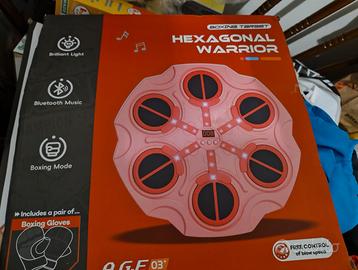 BOXING TARGET
HEXAGONAL
WARRIOR
Brilliant Light
Bluetooth Music
Boxing Mode
Includes a pair of...
Boxing Gloves
A.G.E 03+
FREE CONTROL
of blow speed